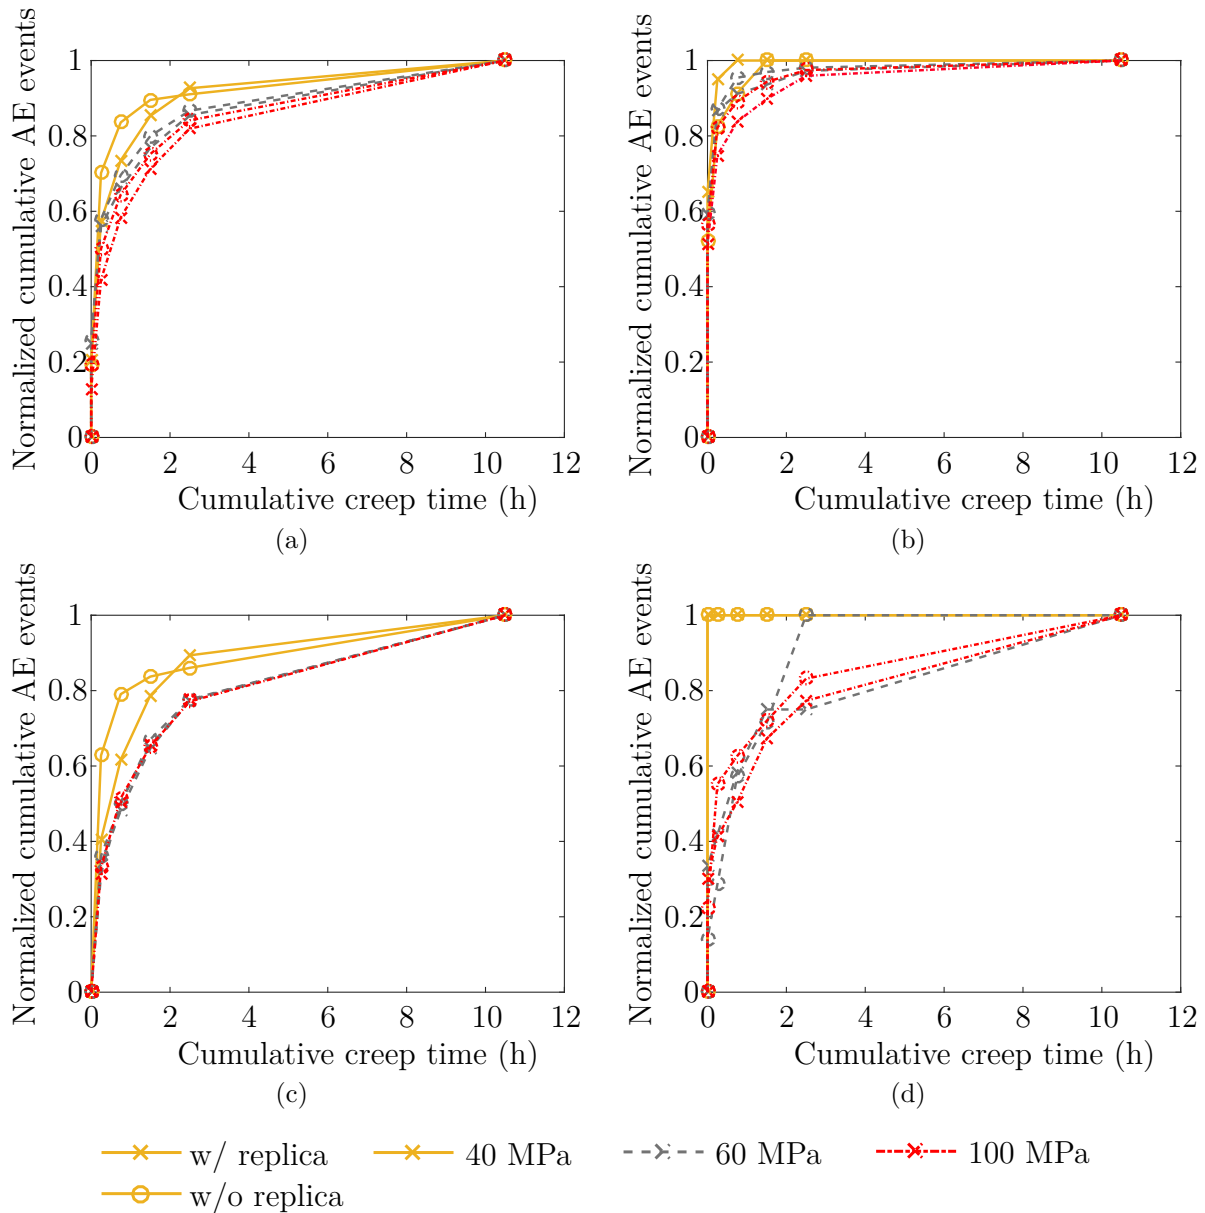 Normalized cumulative AE events
1
0.8
0.6
0.4
0.2
0
0 2 4 6 8 10 12
Cumulative creep time (h)
(a)
Normalized cumulative AE events
1
0.8
0.6
0.4
0.2
0
0 2 4 6 8 10 12
Cumulative creep time (h)
(b)
Normalized cumulative AE events
1
0.8
0.6
0.4
0.2
0
0 2 4 6 8 10 12
Cumulative creep time (h)
(c)
Normalized cumulative AE events
1
0.8
0.6
0.4
0.2
0
0 2 4 6 8 10 12
Cumulative creep time (h)
(d)
w/ replica 40 MPa 60 MPa 100 MPa
w/o replica